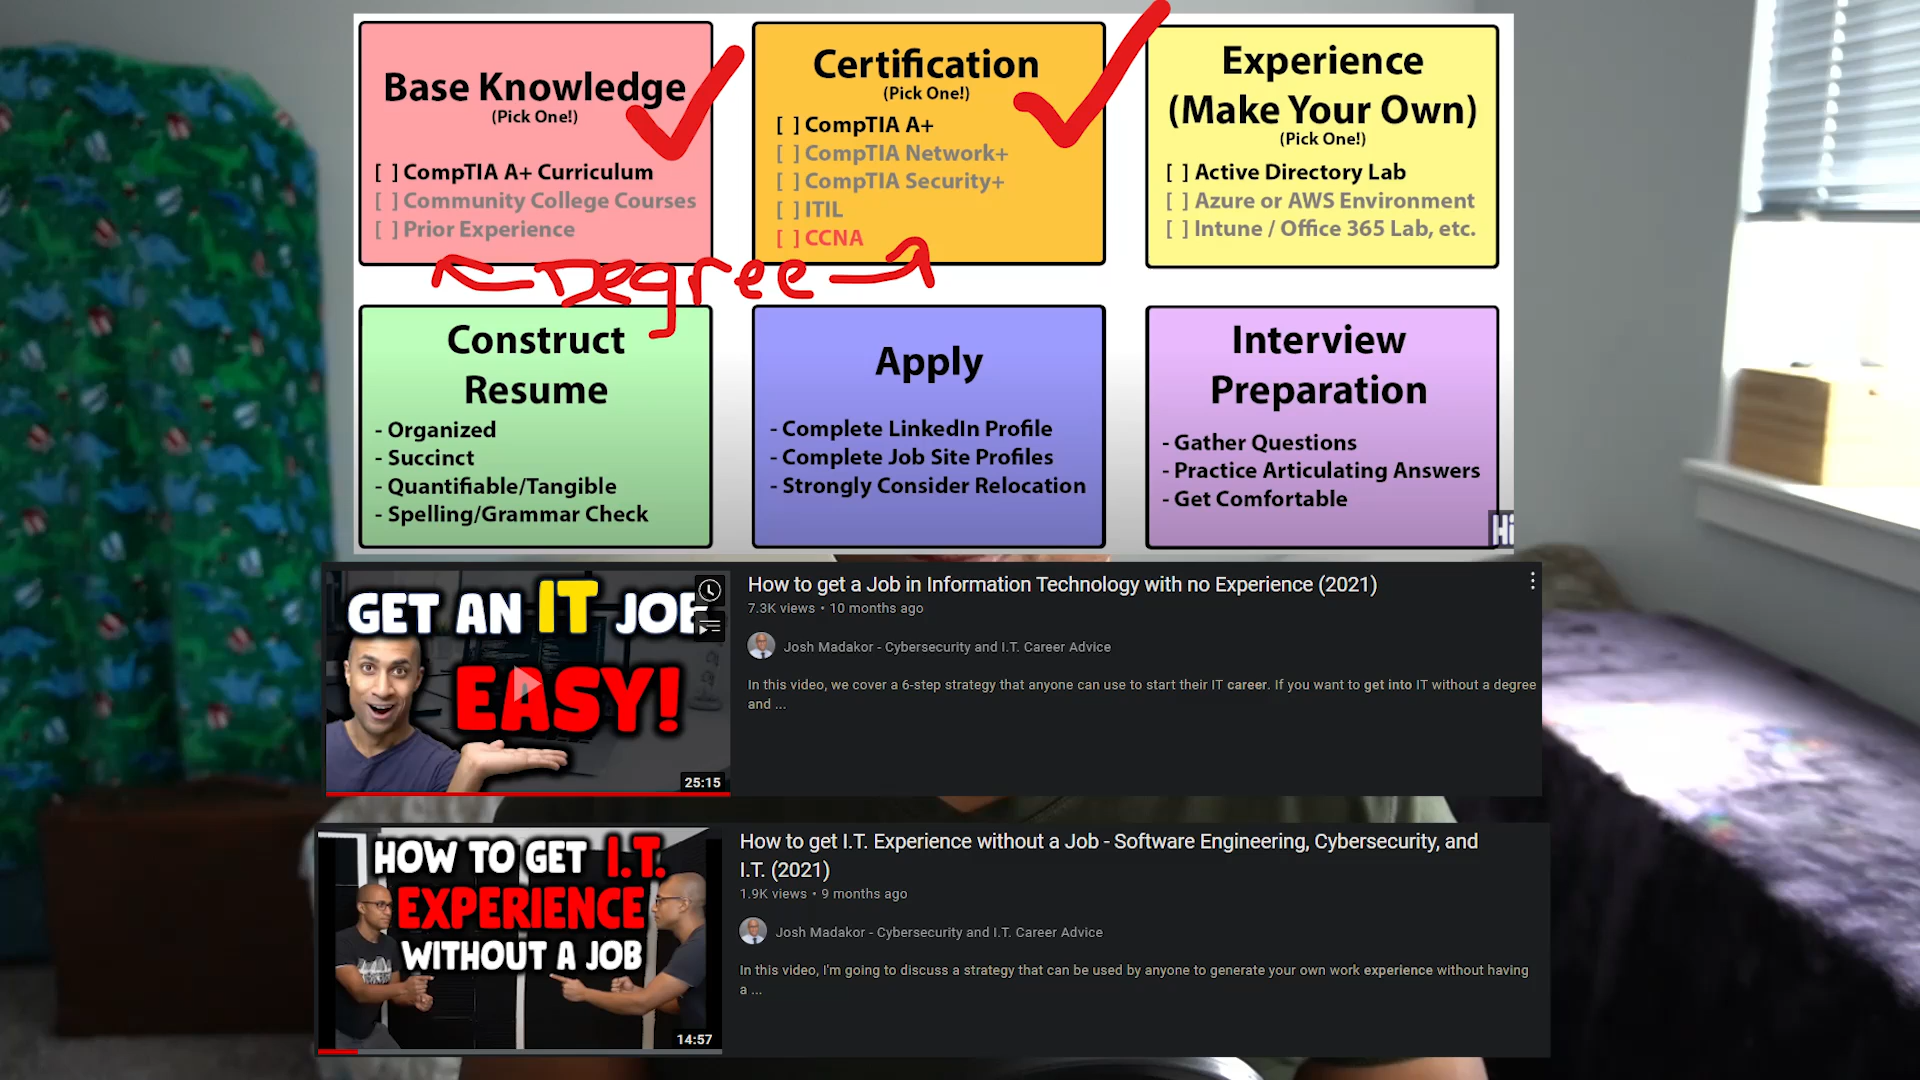 Base Knowledge
(Pick One!)
[ ] CompTIA A+ Curriculum
[ ] Community College Courses
[ ] Prior Experience
Certification
(Pick One!)
[ ] CompTIA A+
[ ] CompTIA Network+
[ ] CompTIA Security+
[ ] ITIL
[ ] CCNA
Experience
(Make Your Own)
(Pick One!)
[ ] Active Directory Lab
[ ] Azure or AWS Environment
[ ] Intune / Office 365 Lab, etc.
Degree
Construct
Resume
- Organized
- Succinct
- Quantifiable/Tangible
- Spelling/Grammar Check
Apply
- Complete LinkedIn Profile
- Complete Job Site Profiles
- Strongly Consider Relocation
Interview
Preparation
- Gather Questions
- Practice Articulating Answers
- Get Comfortable
Hi
GET AN IT JOB
EASY!
25:15
How to get a Job in Information Technology with no Experience (2021)
7.3K views • 10 months ago
Josh Madakor - Cybersecurity and I.T. Career Advice
In this video, we cover a 6-step strategy that anyone can use to start their IT career. If you want to get into IT without a degree
and ...
HOW TO GET I.T.
EXPERIENCE
WITHOUT A JOB
14:57
How to get I.T. Experience without a Job - Software Engineering, Cybersecurity, and
I.T. (2021)
1.9K views • 9 months ago
Josh Madakor - Cybersecurity and I.T. Career Advice
In this video, I'm going to discuss a strategy that can be used by anyone to generate your own work experience without having
a ...